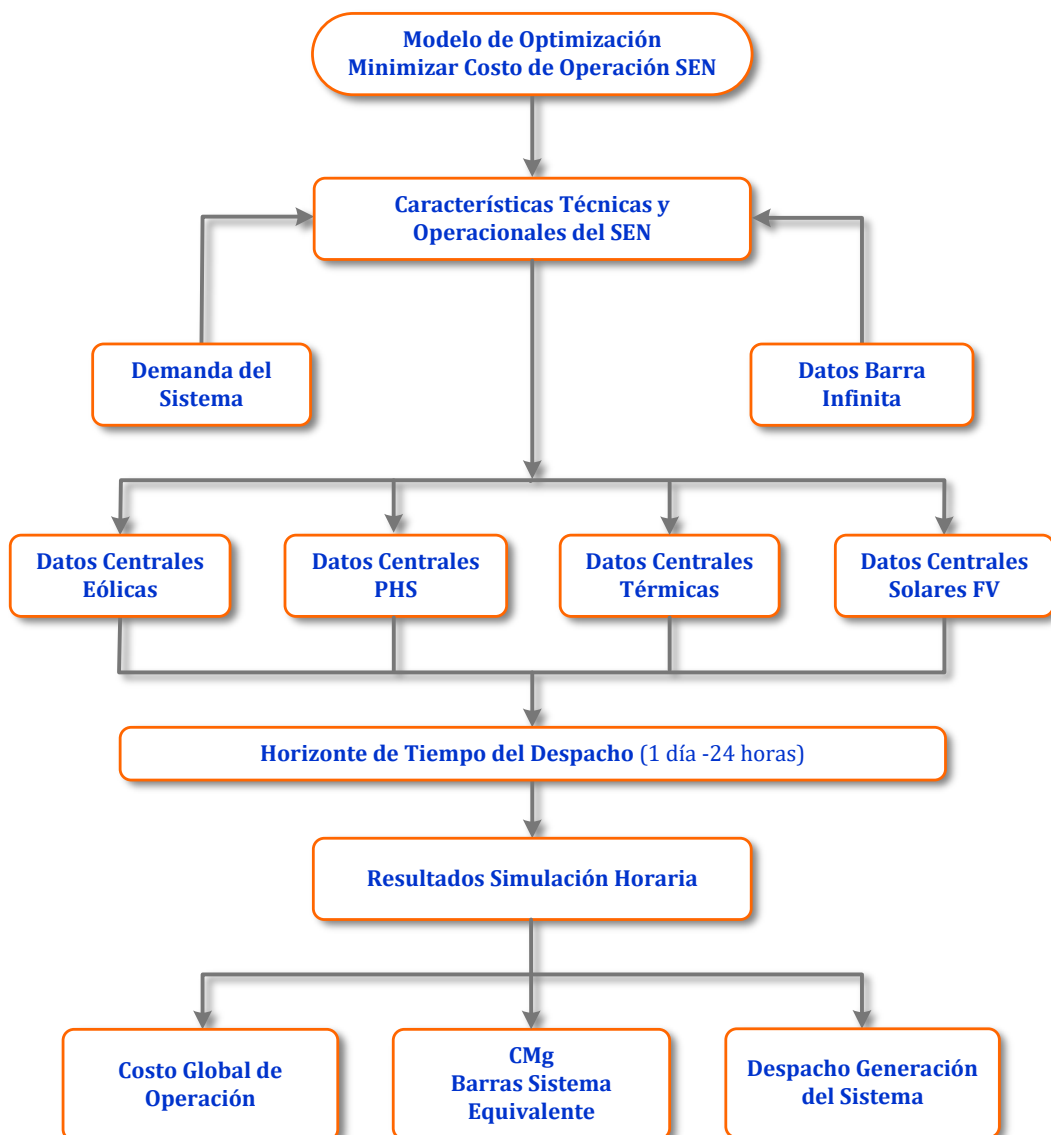 Modelo de Optimización
Minimizar Costo de Operación SEN
Características Técnicas y
Operacionales del SEN
Demanda del
Sistema
Datos Barra
Infinita
Datos Centrales
Eólicas
Datos Centrales
PHS
Datos Centrales
Térmicas
Datos Centrales
Solares FV
Horizonte de Tiempo del Despacho (1 día -24 horas)
Resultados Simulación Horaria
Costo Global de
Operación
CMg
Barras Sistema
Equivalente
Despacho Generación
del Sistema